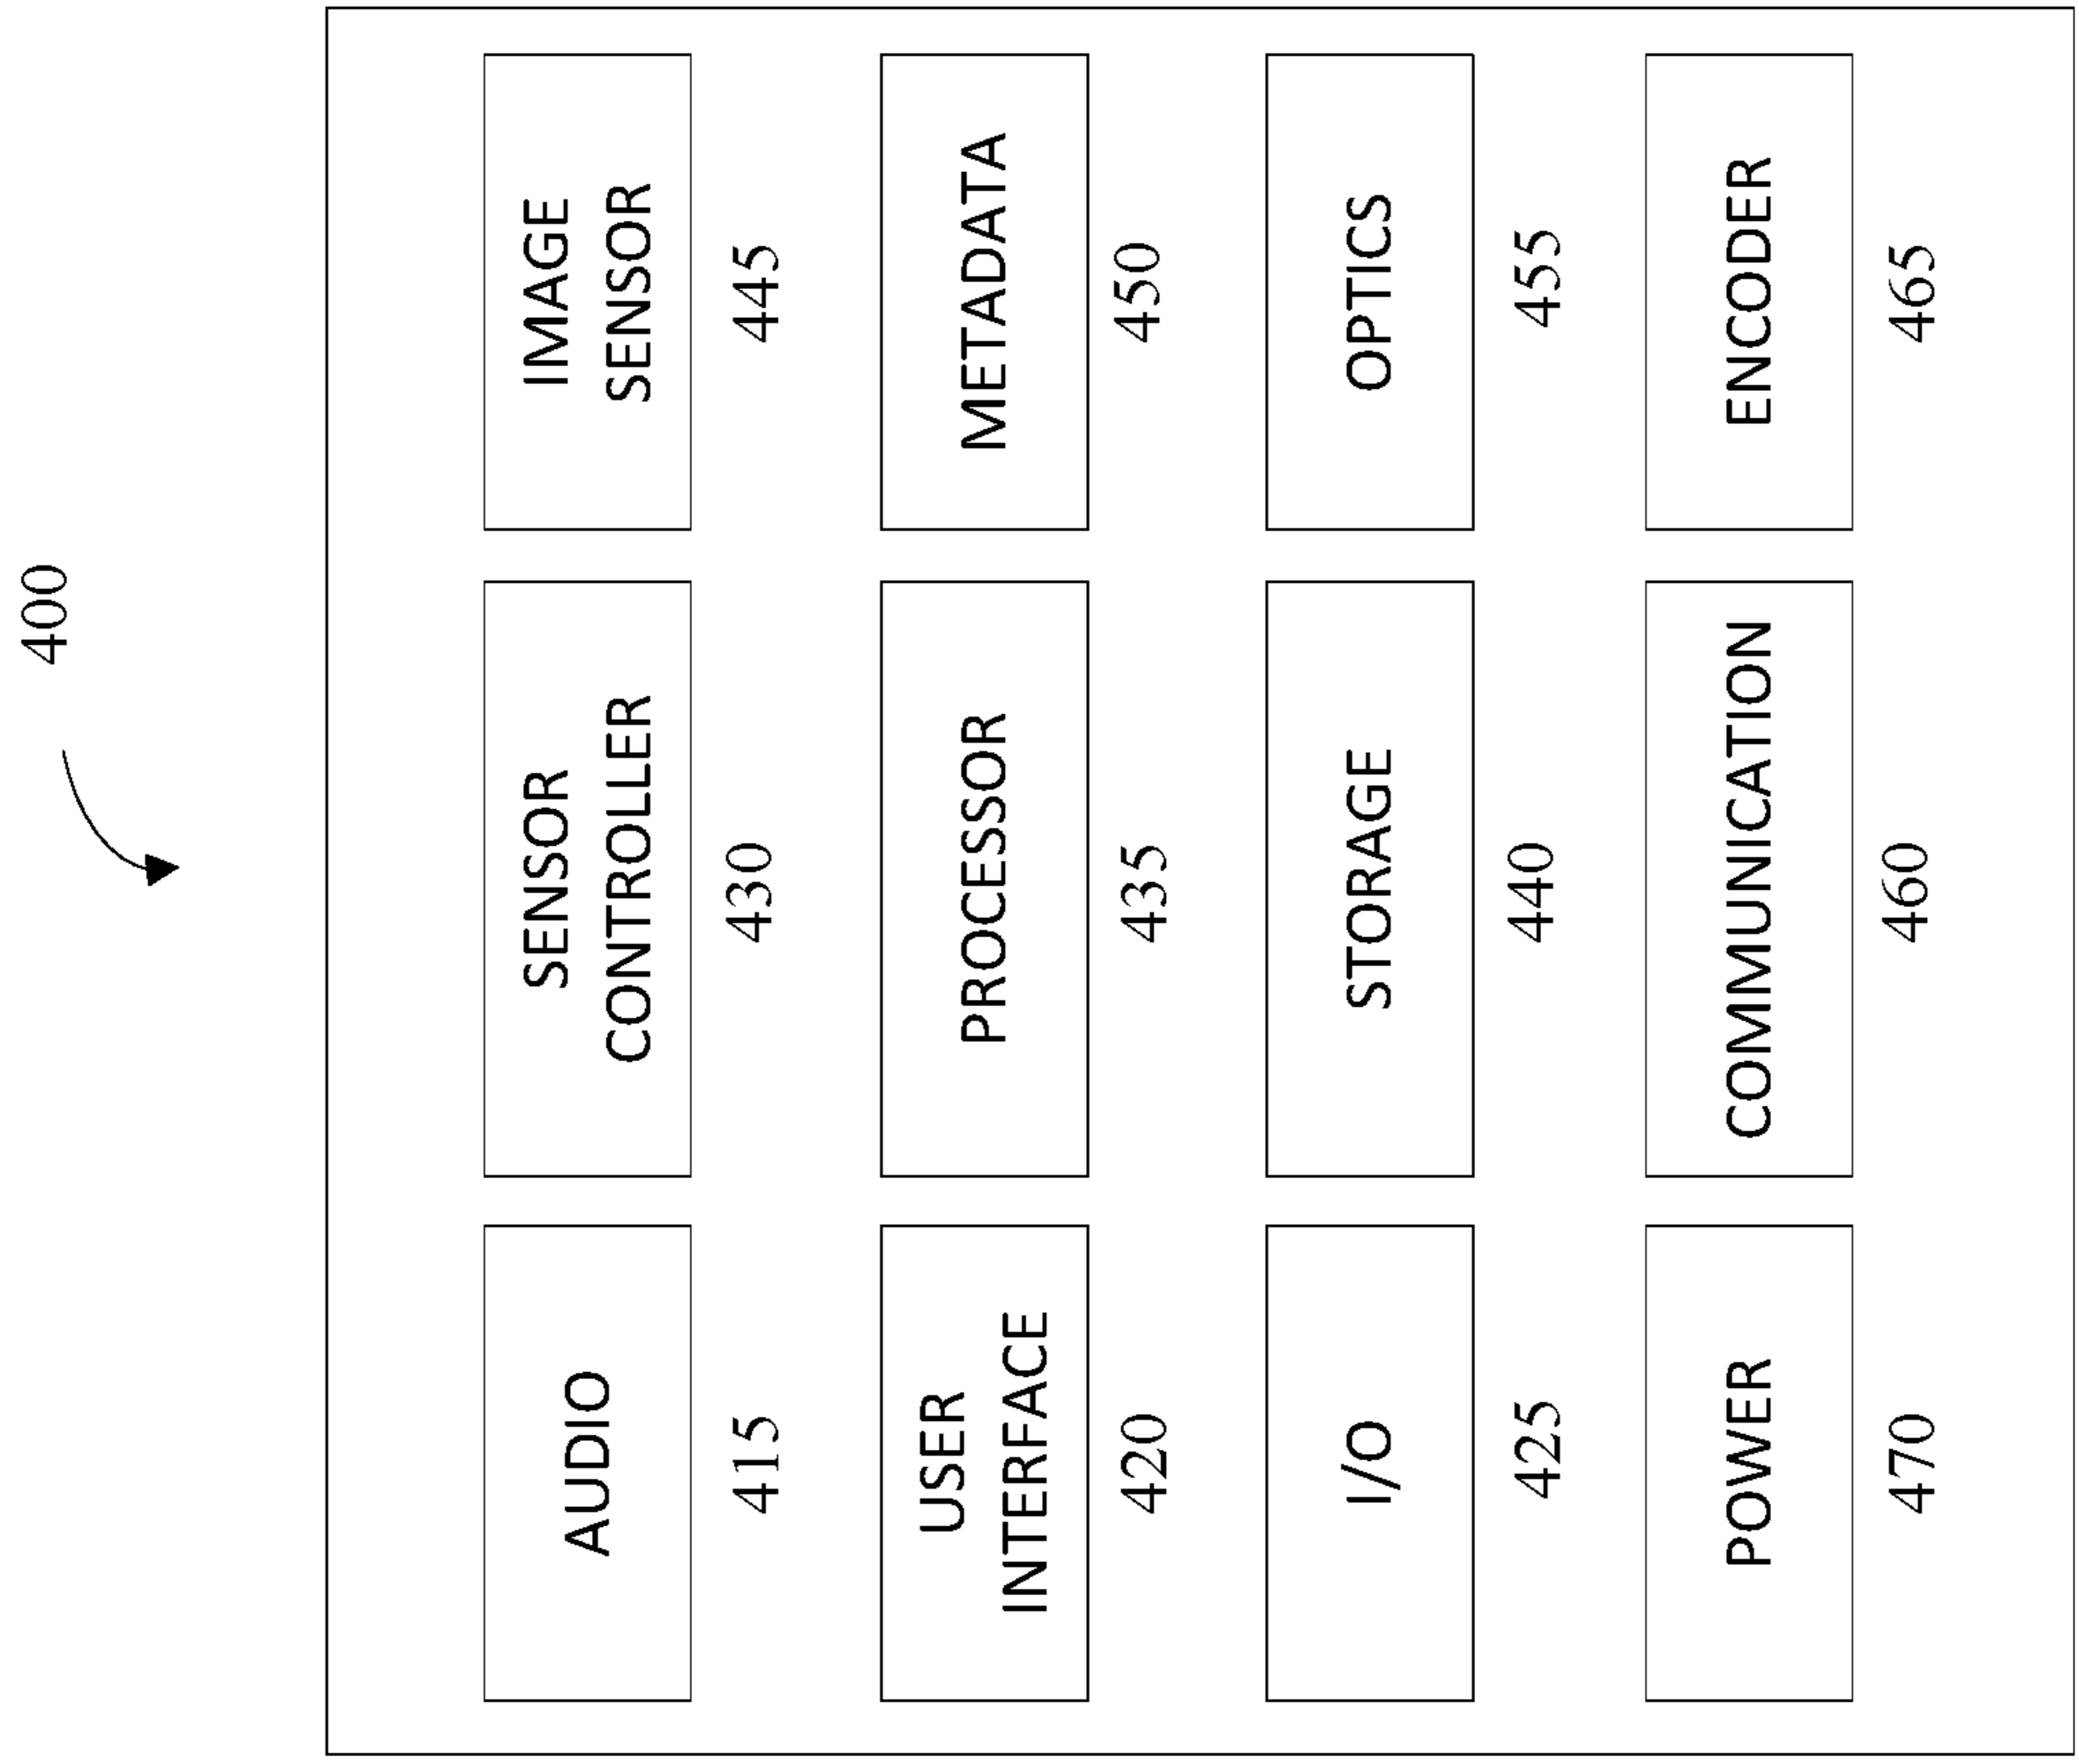 400
AUDIO
415
SENSOR
CONTROLLER
430
IMAGE
SENSOR
445
USER
INTERFACE
420
PROCESSOR
435
METADATA
450
I/O
425
STORAGE
440
OPTICS
455
POWER
470
COMMUNICATION
460
ENCODER
465